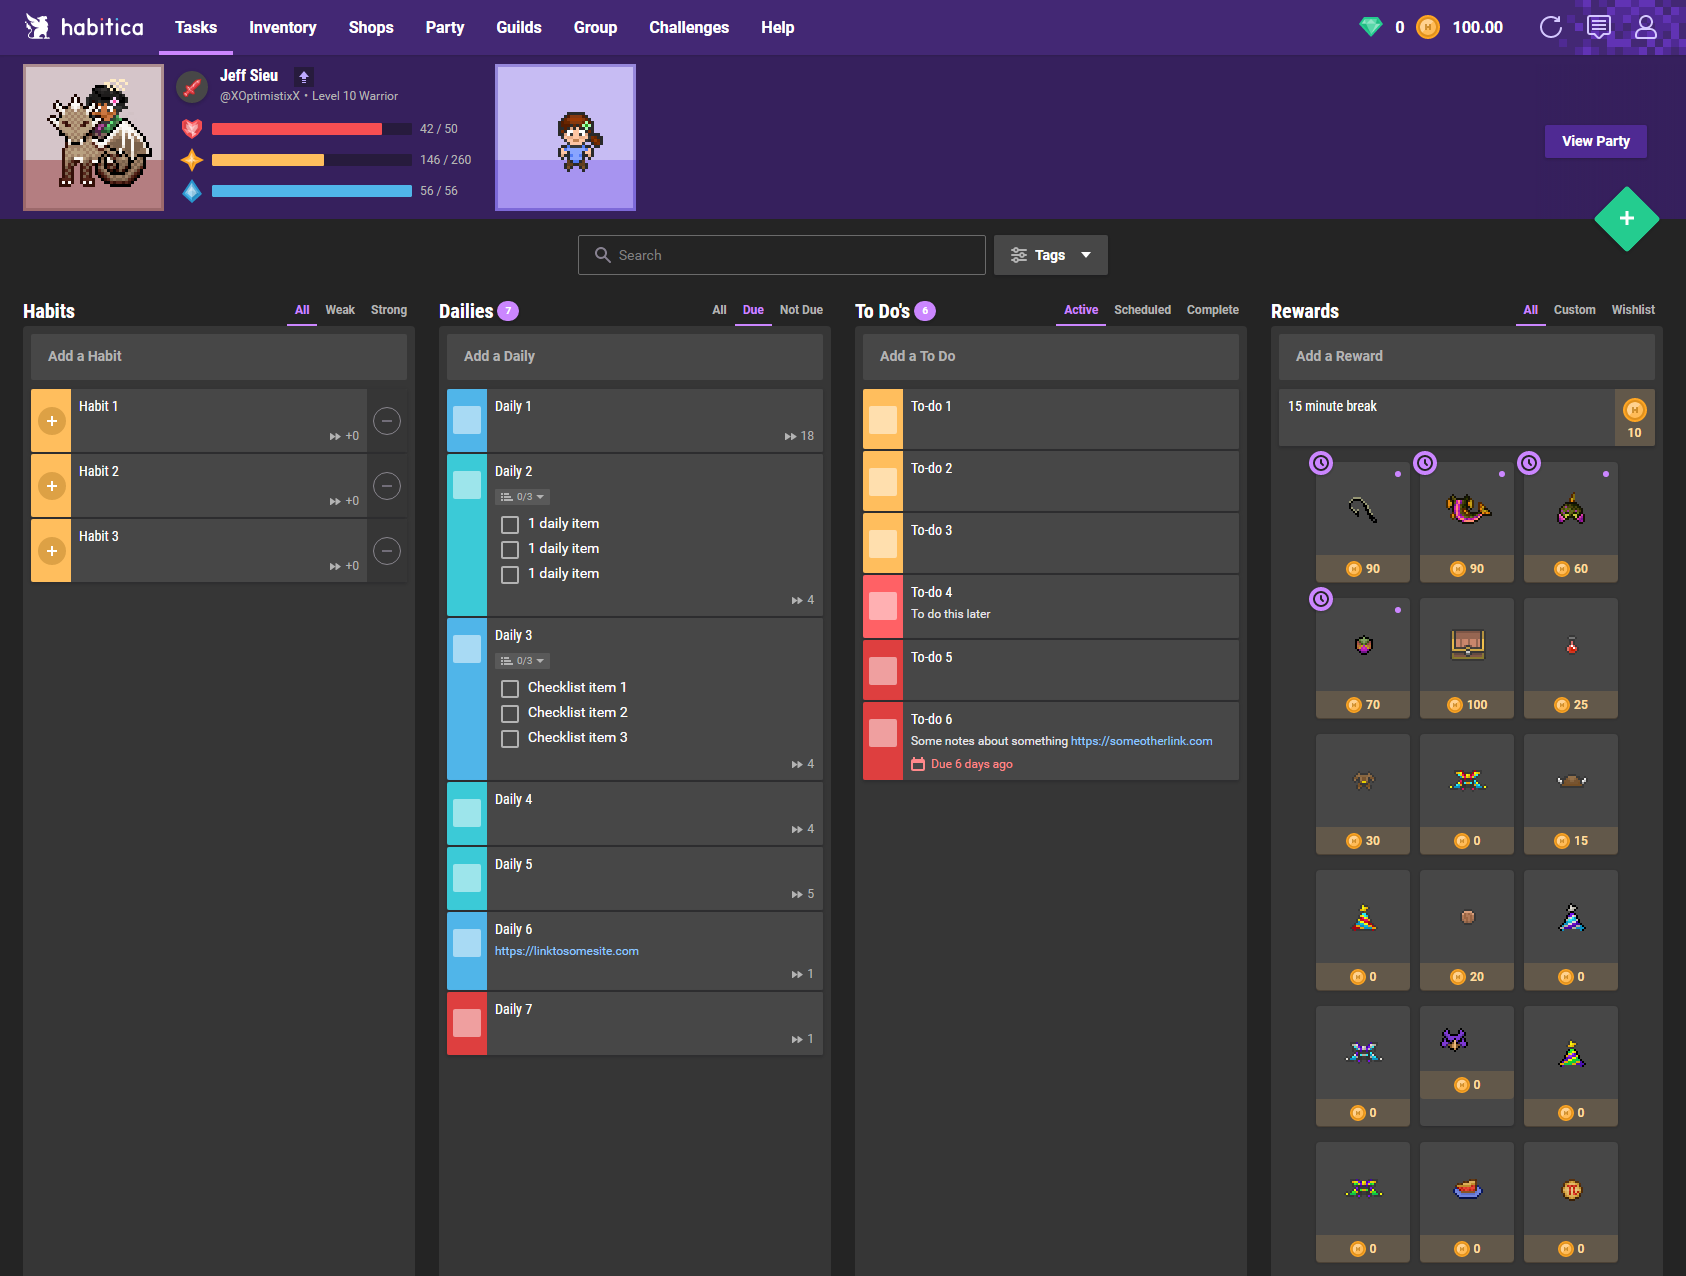 habitica
Tasks
Inventory
Shops
Party
Guilds
Group
Challenges
Help
0
100.00
Jeff Sieu
@XOptimistixX • Level 10 Warrior
42 / 50
146 / 260
56 / 56
View Party
Search
Tags
Habits
All
Weak
Strong
Add a Habit
Habit 1
+0
Habit 2
+0
Habit 3
+0
Dailies
7
All
Due
Not Due
Add a Daily
Daily 1
18
Daily 2
0/3
1 daily item
1 daily item
1 daily item
4
Daily 3
0/3
Checklist item 1
Checklist item 2
Checklist item 3
4
Daily 4
4
Daily 5
5
Daily 6
https://linktosomesite.com
1
Daily 7
1
To Do's
6
Active
Scheduled
Complete
Add a To Do
To-do 1
To-do 2
To-do 3
To-do 4
To do this later
To-do 5
To-do 6
Some notes about something https://someotherlink.com
Due 6 days ago
Rewards
All
Custom
Wishlist
Add a Reward
15 minute break
10
90
90
60
70
100
25
30
0
15
0
20
0
0
0
0
0
0
0